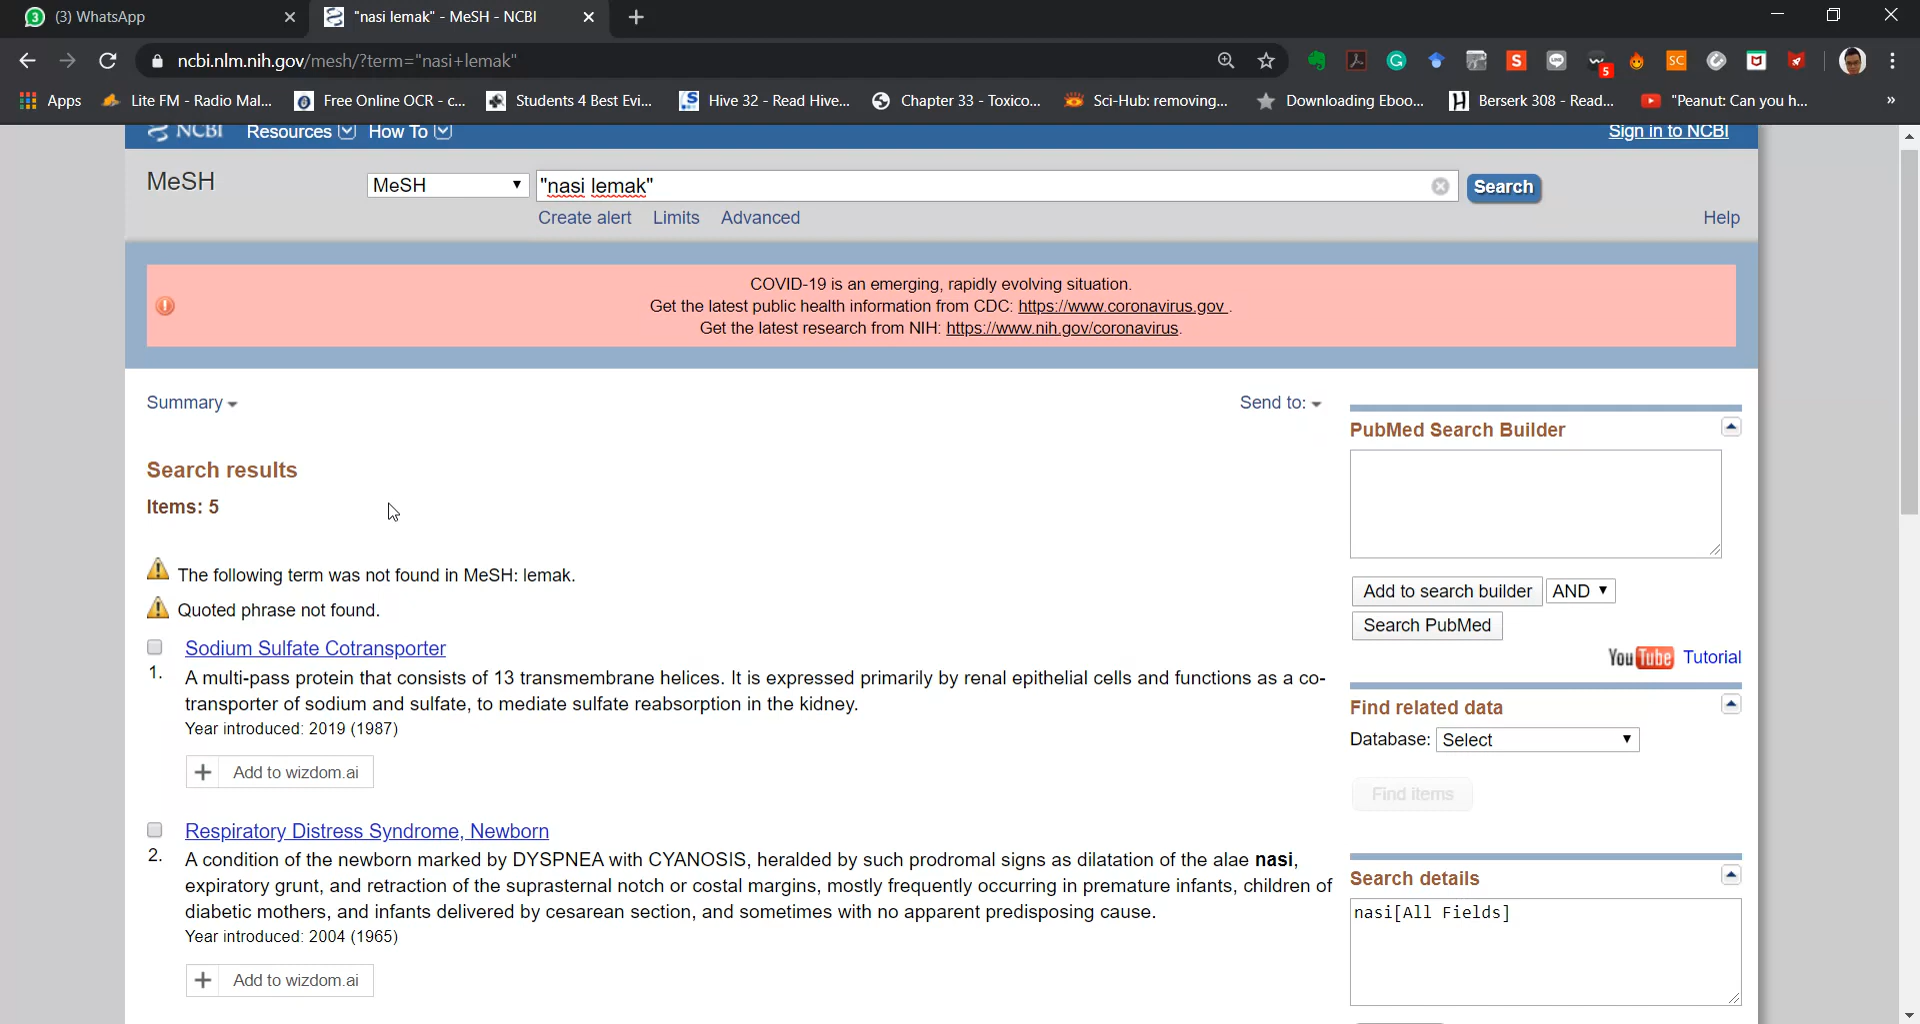 (3) WhatsApp
"nasi lemak" - MeSH - NCBI
ncbi.nlm.nih.gov/mesh/?term="nasi+lemak"
5
Apps
Lite FM - Radio Mal...
Free Online OCR - c...
Students 4 Best Evi...
Hive 32 - Read Hive...
Chapter 33 - Toxico...
Sci-Hub: removing...
Downloading Eboo...
Berserk 308 - Read...
"Peanut: Can you h...
»
NCBI
Resources
How To
Sign in to NCBI
MeSH
MeSH
"nasi lemak"
Search
Create alert
Limits
Advanced
Help
COVID-19 is an emerging, rapidly evolving situation.
Get the latest public health information from CDC: https://www.coronavirus.gov .
Get the latest research from NIH: https://www.nih.gov/coronavirus.
Summary
Send to:
Search results
Items: 5
The following term was not found in MeSH: lemak.
Quoted phrase not found.
Sodium Sulfate Cotransporter
1.
A multi-pass protein that consists of 13 transmembrane helices. It is expressed primarily by renal epithelial cells and functions as a co-
transporter of sodium and sulfate, to mediate sulfate reabsorption in the kidney.
Year introduced: 2019 (1987)
+ Add to wizdom.ai
Respiratory Distress Syndrome, Newborn
2.
A condition of the newborn marked by DYSPNEA with CYANOSIS, heralded by such prodromal signs as dilatation of the alae nasi,
expiratory grunt, and retraction of the suprasternal notch or costal margins, mostly frequently occurring in premature infants, children of
diabetic mothers, and infants delivered by cesarean section, and sometimes with no apparent predisposing cause.
Year introduced: 2004 (1965)
+ Add to wizdom.ai
PubMed Search Builder
Add to search builder
AND
Search PubMed
YouTube Tutorial
Find related data
Database: Select
Find items
Search details
nasi[All Fields]